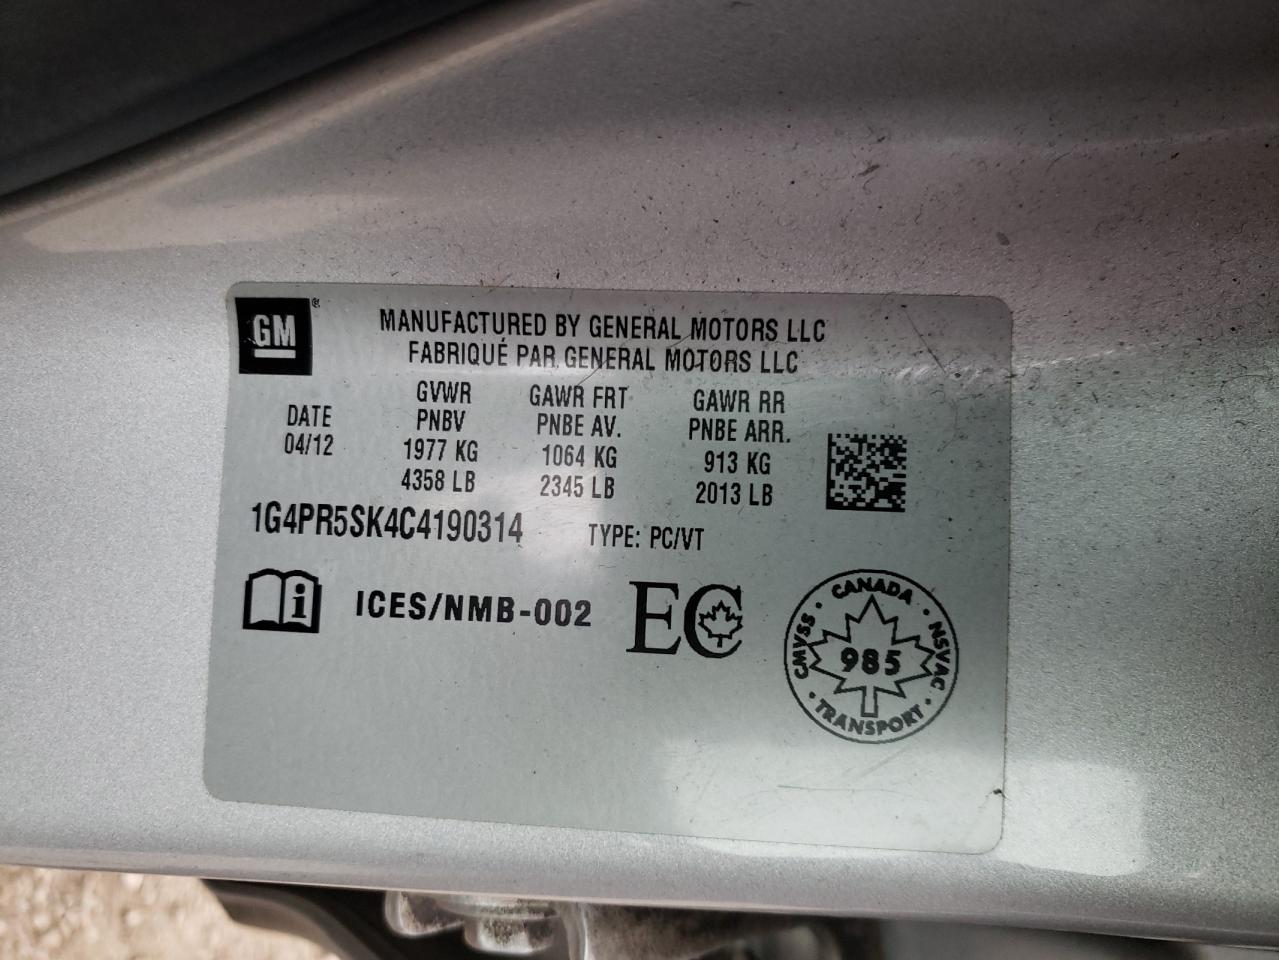 GM
MANUFACTURED BY GENERAL MOTORS LLC
FABRIQUÉ PAR GENERAL MOTORS LLC
DATE
04/12
GVWR
PNBV
1977 KG
4358 LB
GAWR FRT
PNBE AV.
1064 KG
2345 LB
GAWR RR
PNBE ARR.
913 KG
2013 LB
1G4PR5SK4C4190314 TYPE: PC/VT
i ICES/NMB-002 EC
CANADA
CMVSS · NSVAC
985
TRANSPORT